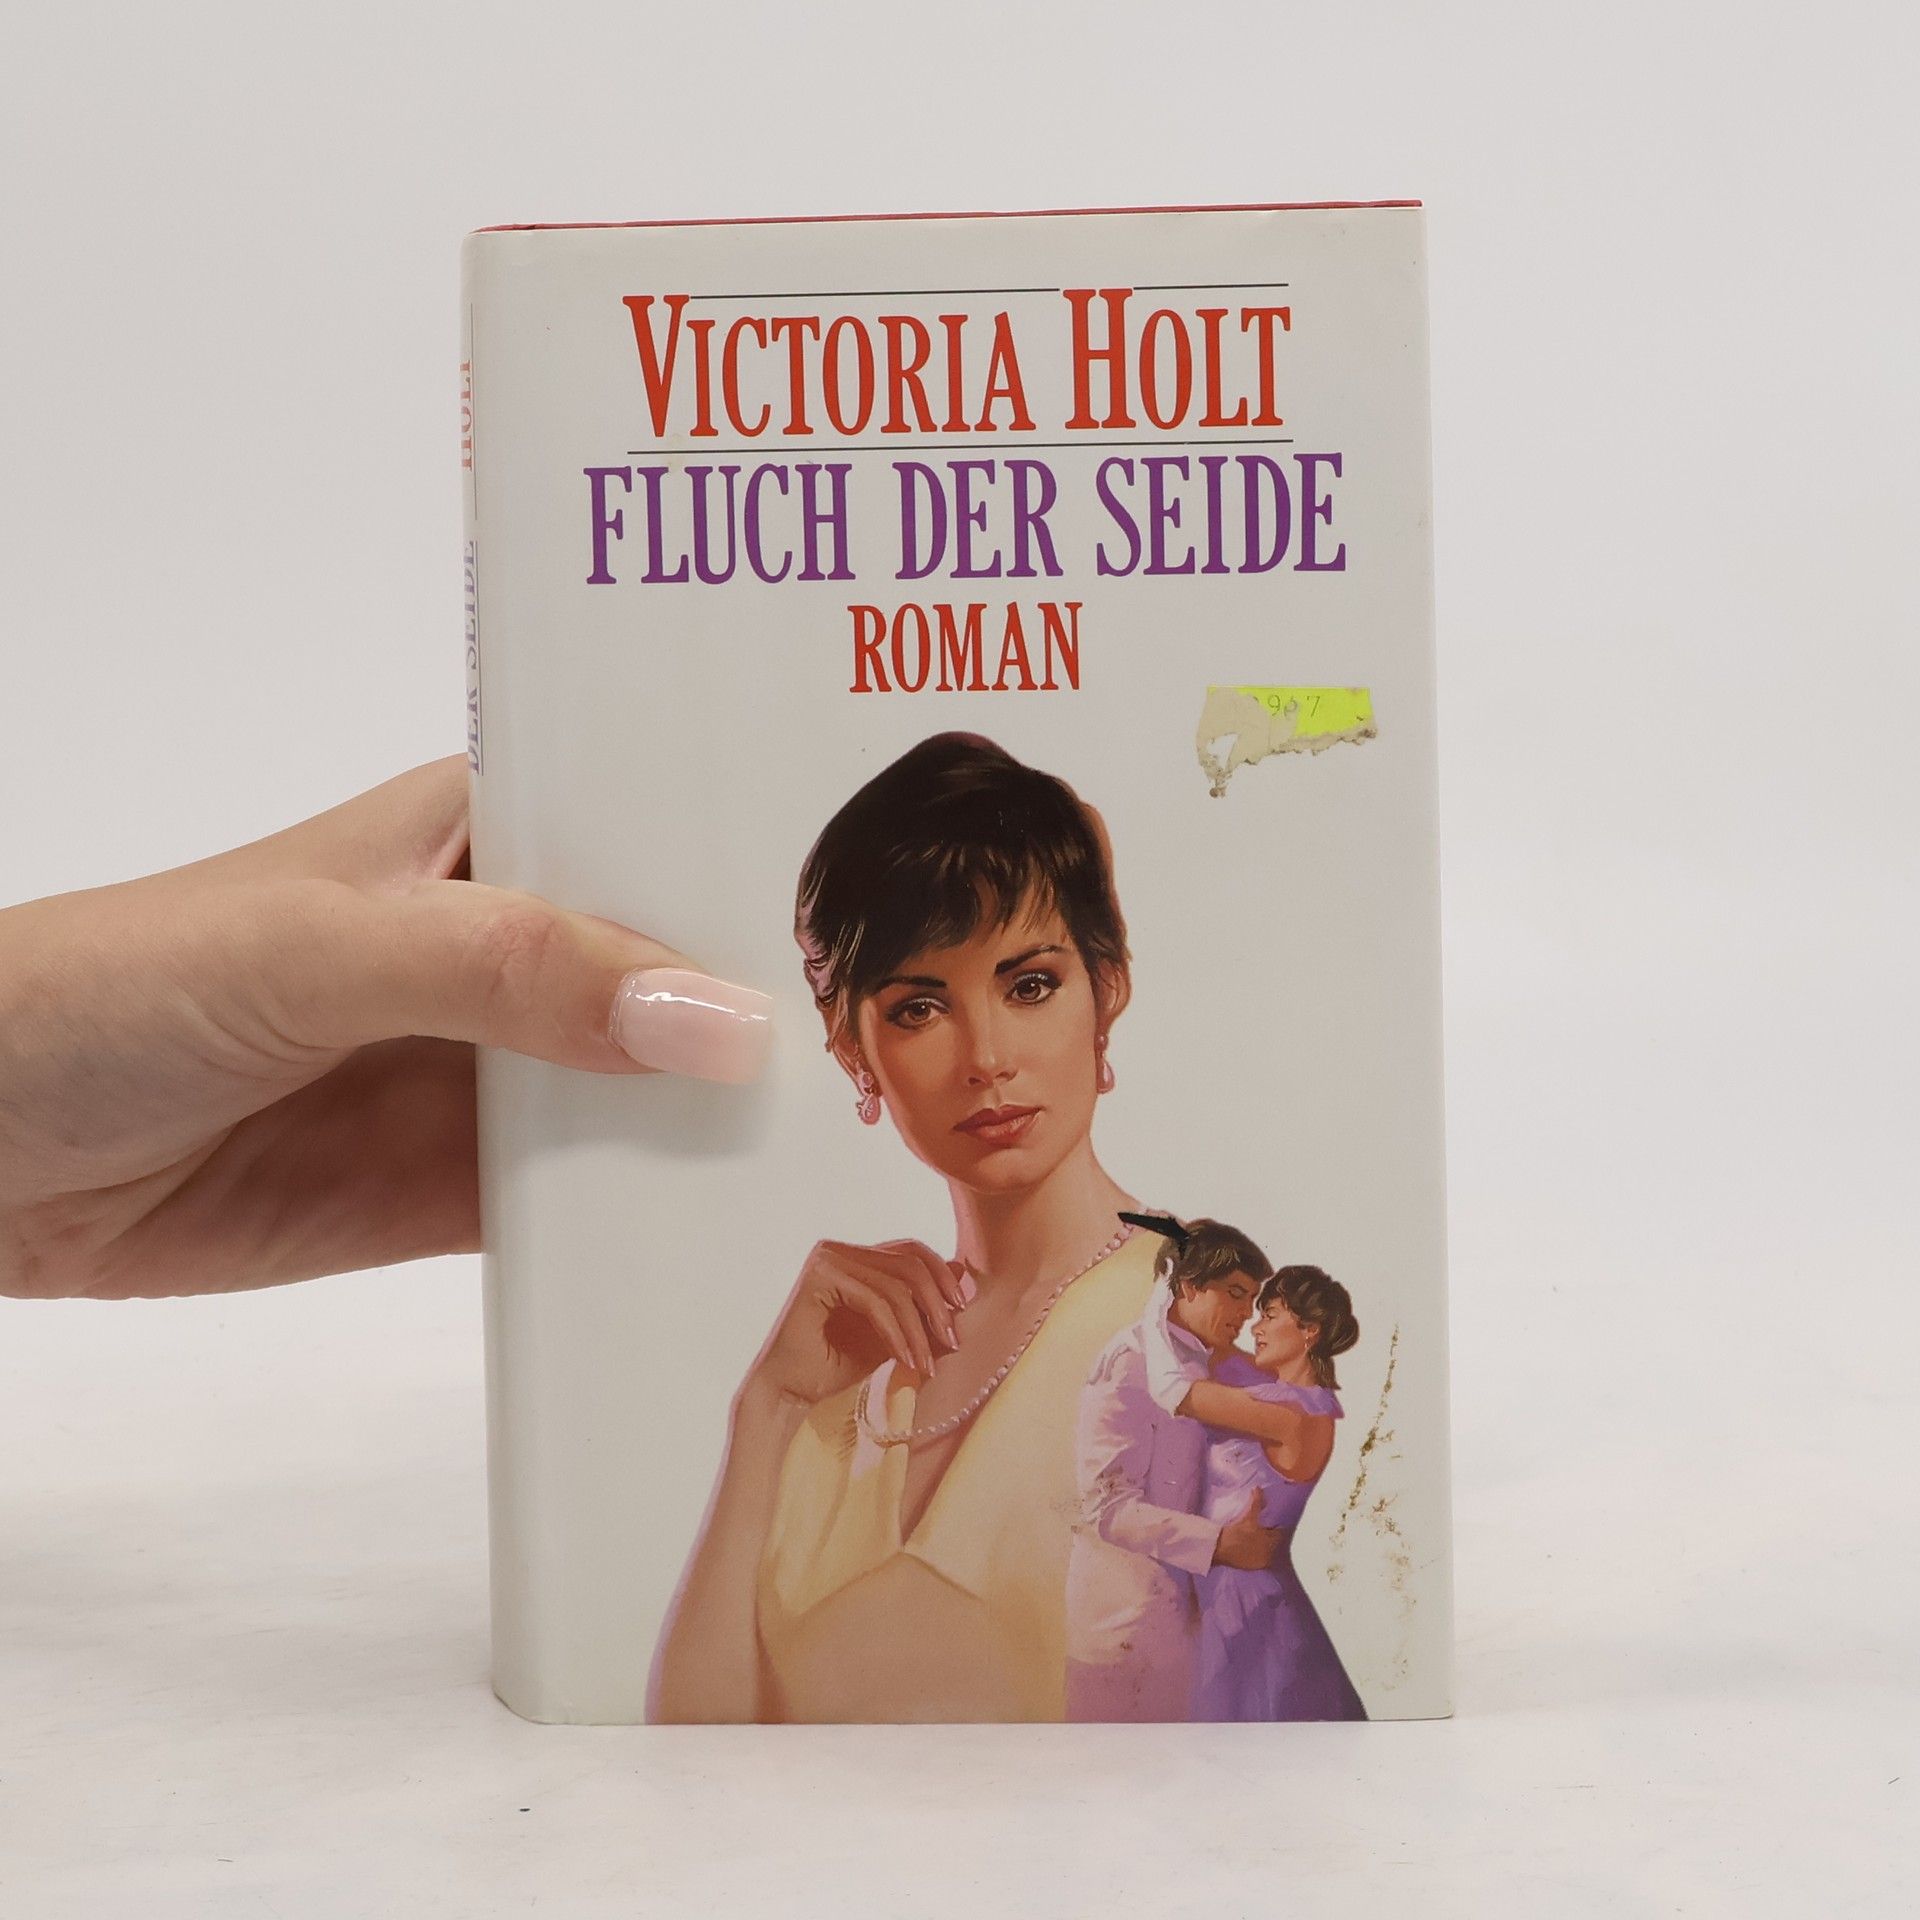 VICTORIA HOLT
FLUCH DER SEIDE
ROMAN
HOLT
DER SEIDE